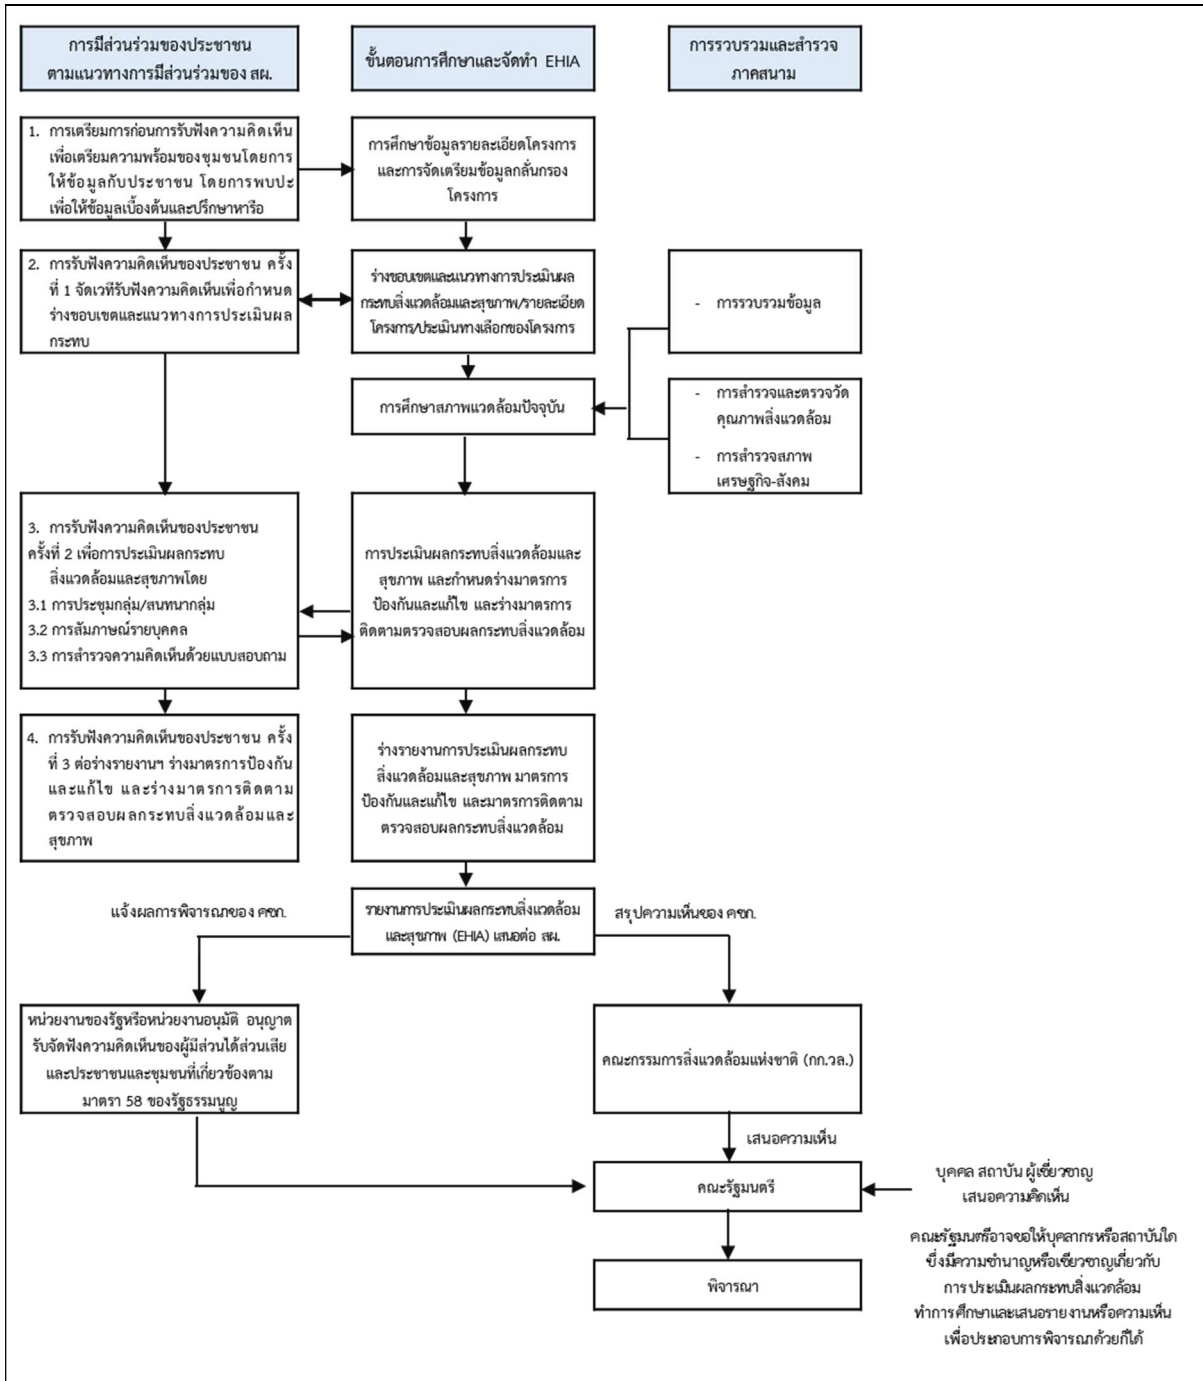 การมีส่วนร่วมของประชาชน
ตามแนวทางการมีส่วนร่วมของ สผ.
ขั้นตอนการศึกษาและจัดทำ EHIA
การรวบรวมและสำรวจ
ภาคสนาม
1. การเตรียมการก่อนการรับฟังความคิดเห็น
เพื่อเตรียมความพร้อมของชุมชนโดยการ
ให้ข้อมูลกับประชาชน โดยการพบปะ
เพื่อให้ข้อมูลเบื้องต้นและปรึกษาหารือ
การศึกษาข้อมูลรายละเอียดโครงการ
และการจัดเตรียมข้อมูลกลั่นกรอง
โครงการ
2. การรับฟังความคิดเห็นของประชาชน ครั้ง
ที่ 1 จัดเวทีรับฟังความคิดเห็นเพื่อกำหนด
ร่างขอบเขตและแนวทางการประเมินผล
กระทบ
ร่างขอบเขตและแนวทางการประเมินผล
กระทบสิ่งแวดล้อมและสุขภาพ/รายละเอียด
โครงการ/ประเมินทางเลือกของโครงการ
- การรวบรวมข้อมูล
การศึกษาสภาพแวดล้อมปัจจุบัน
- การสำรวจและตรวจวัด
คุณภาพสิ่งแวดล้อม
- การสำรวจสภาพ
เศรษฐกิจ-สังคม
3. การรับฟังความคิดเห็นของประชาชน
ครั้งที่ 2 เพื่อการประเมินผลกระทบ
สิ่งแวดล้อมและสุขภาพโดย
3.1 การประชุมกลุ่ม/สนทนากลุ่ม
3.2 การสัมภาษณ์รายบุคคล
3.3 การสำรวจความคิดเห็นด้วยแบบสอบถาม
การประเมินผลกระทบสิ่งแวดล้อมและ
สุขภาพ และกำหนดร่างมาตรการ
ป้องกันและแก้ไข และร่างมาตรการ
ติดตามตรวจสอบผลกระทบสิ่งแวดล้อม
4. การรับฟังความคิดเห็นของประชาชน ครั้ง
ที่ 3 ต่อร่างรายงานฯ ร่างมาตรการป้องกัน
และแก้ไข และร่างมาตรการติดตาม
ตรวจสอบผลกระทบสิ่งแวดล้อมและ
สุขภาพ
ร่างรายงานการประเมินผลกระทบ
สิ่งแวดล้อมและสุขภาพ มาตรการ
ป้องกันและแก้ไข และมาตรการติดตาม
ตรวจสอบผลกระทบสิ่งแวดล้อม
แจ้งผลการพิจารณาของ คชก.
รายงานการประเมินผลกระทบสิ่งแวดล้อม
และสุขภาพ (EHIA) เสนอต่อ สผ.
สรุปความเห็นของ คชก.
หน่วยงานของรัฐหรือหน่วยงานอนุมัติ อนุญาต
รับจัดฟังความคิดเห็นของผู้มีส่วนได้ส่วนเสีย
และประชาชนและชุมชนที่เกี่ยวข้องตาม
มาตรา 58 ของรัฐธรรมนูญ
คณะกรรมการสิ่งแวดล้อมแห่งชาติ (กก.วล.)
เสนอความเห็น
คณะรัฐมนตรี
บุคคล สถาบัน ผู้เชี่ยวชาญ
เสนอความคิดเห็น
พิจารณา
คณะรัฐมนตรีอาจขอให้บุคลากรหรือสถาบันใด
ซึ่งมีความชำนาญหรือเชียวชาญเกี่ยวกับ
การประเมินผลกระทบสิ่งแวดล้อม
ทำการศึกษาและเสนอรายงานหรือความเห็น
เพื่อประกอบการพิจารณาด้วยก็ได้